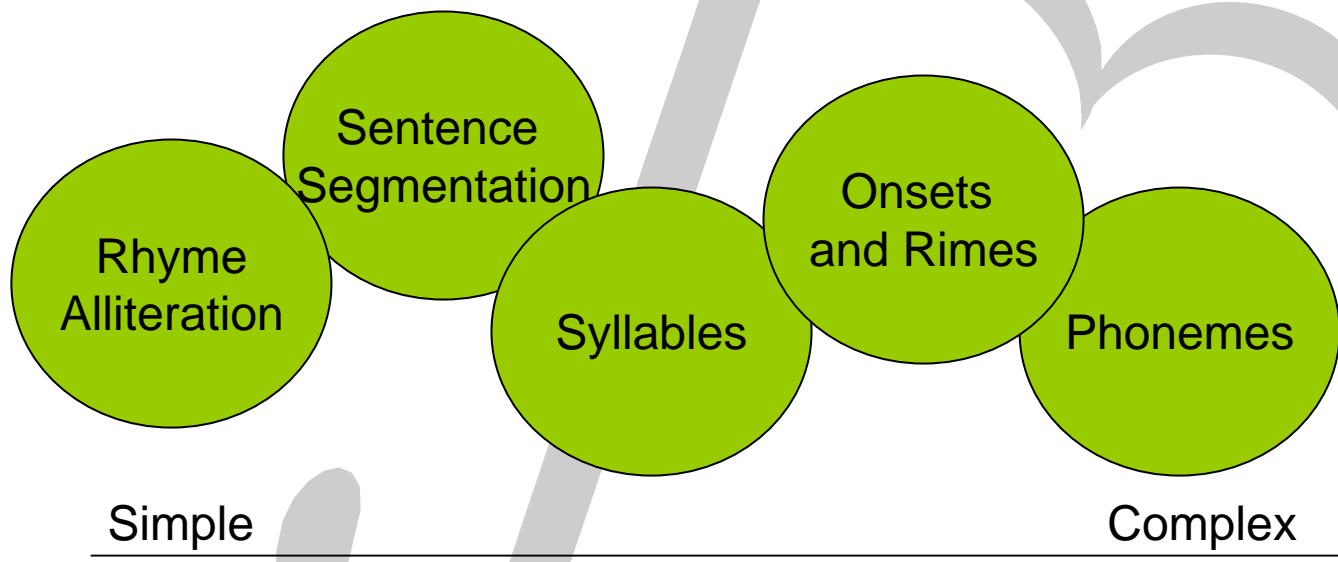 Rhyme
Alliteration
Sentence
Segmentation
Syllables
Onsets
and Rimes
Phonemes
Simple
Complex